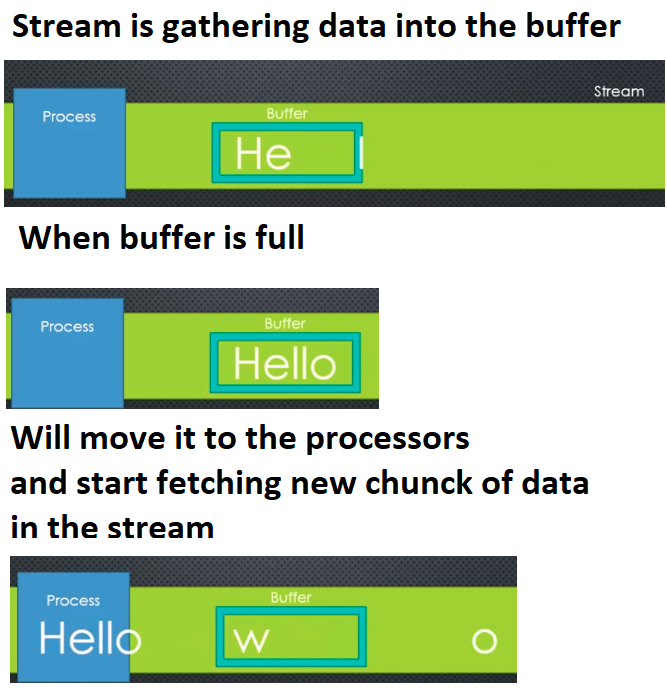 Stream is gathering data into the buffer
Stream
Process
Buffer
He l
When buffer is full
Process
Buffer
Hello
Will move it to the processors
and start fetching new chunck of data
in the stream
Process
Buffer
Hello
w
o